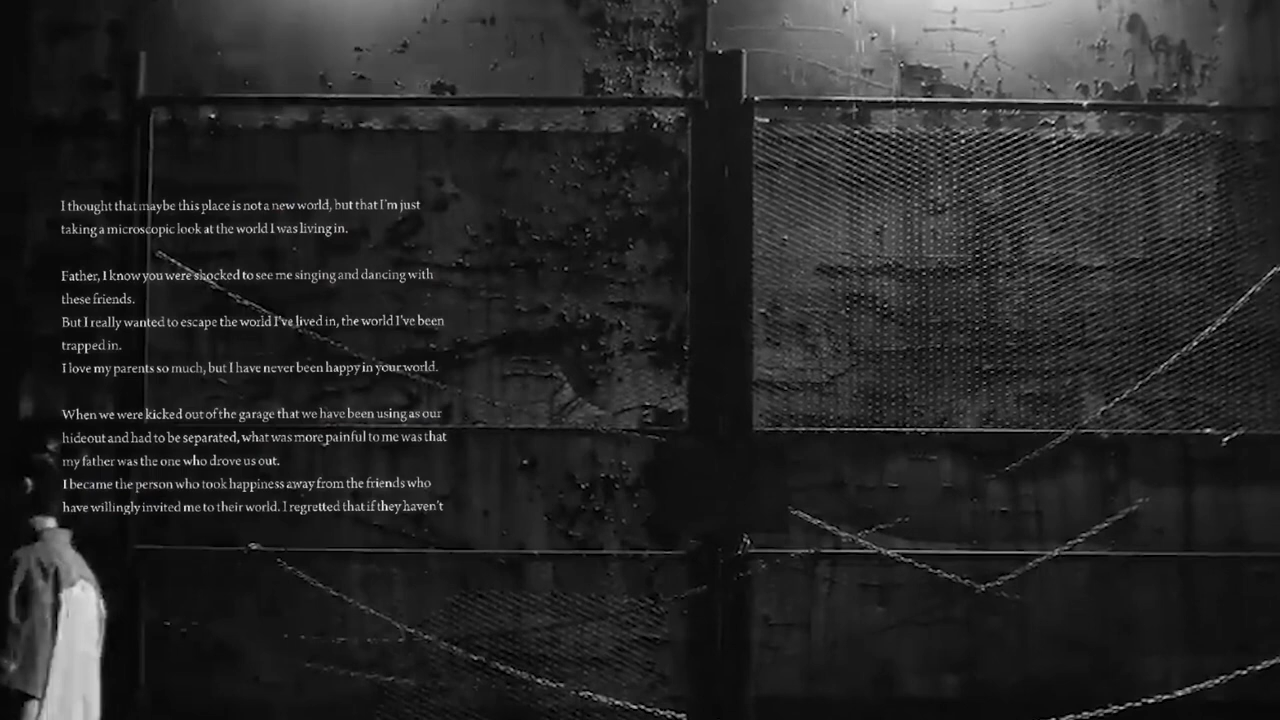 I thought that maybe this place is not a new world, but that I'm just
taking a microscopic look at the world I was living in.
Father, I know you were shocked to see me singing and dancing with
these friends.
But I really wanted to escape the world I've lived in, the world I've been
trapped in.
I love my parents so much, but I have never been happy in your world.
When we were kicked out of the garage that we have been using as our
hideout and had to be separated, what was more painful to me was that
my father was the one who drove us out.
I became the person who took happiness away from the friends who
have willingly invited me to their world. I regretted that if they haven't